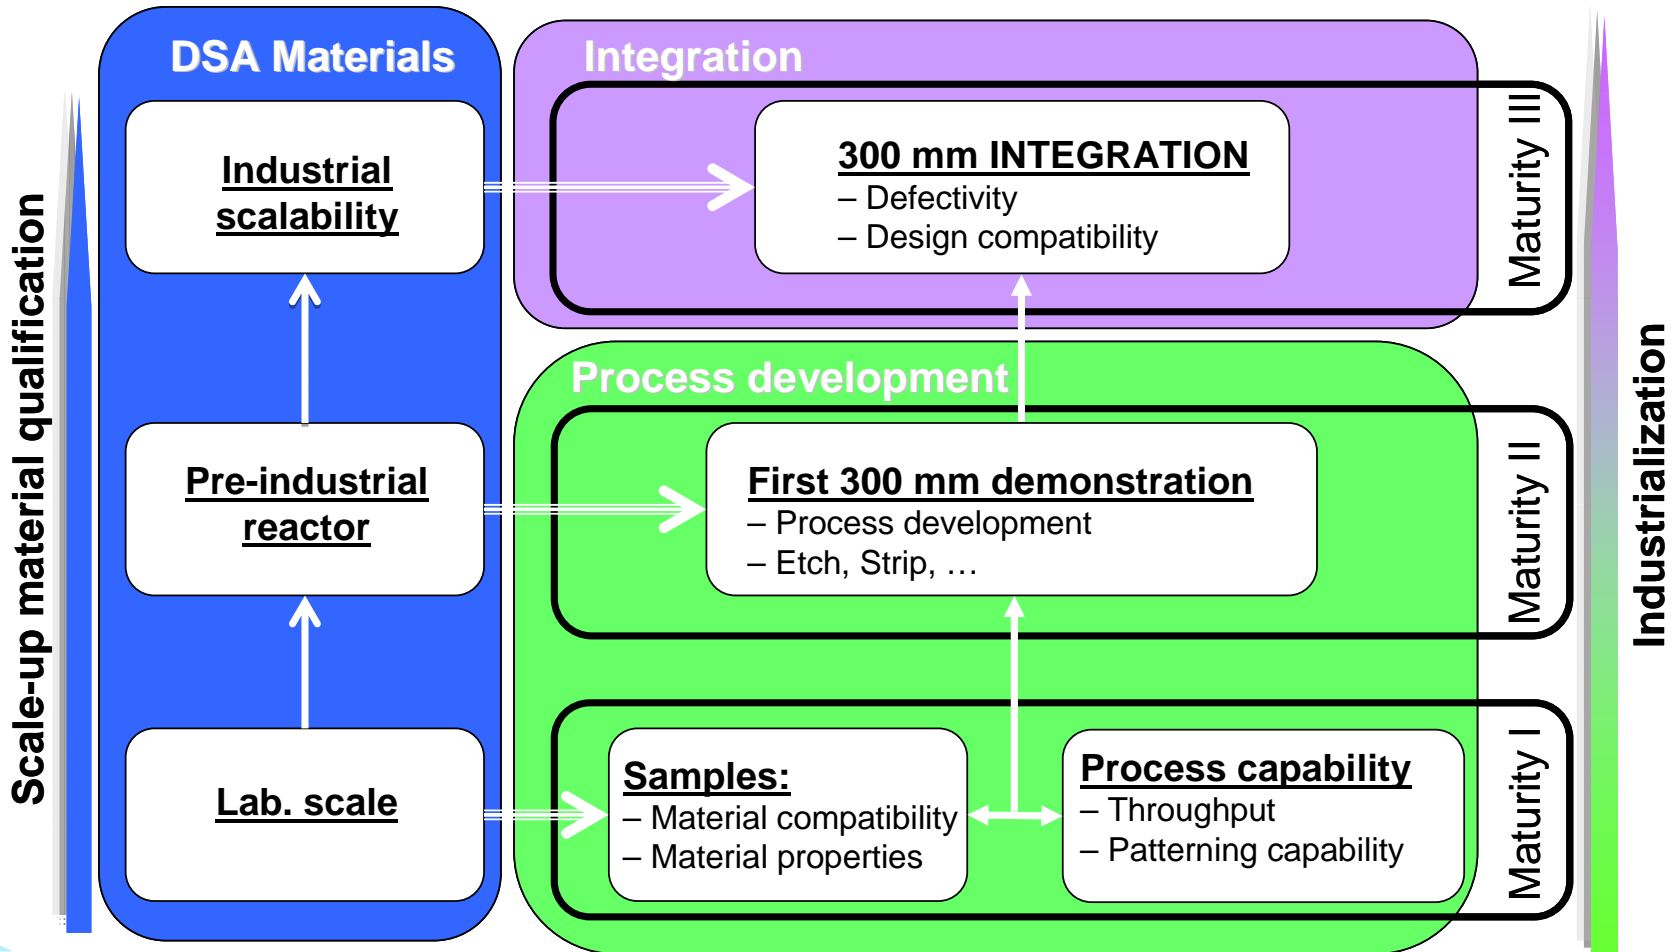 Scale-up material qualification
DSA Materials
Industrial
scalability
Pre-industrial
reactor
Lab. scale
Integration
300 mm INTEGRATION
– Defectivity
– Design compatibility
Maturity III
Process development
First 300 mm demonstration
– Process development
– Etch, Strip, …
Maturity II
Samples:
– Material compatibility
– Material properties
Process capability
– Throughput
– Patterning capability
Maturity I
Industrialization